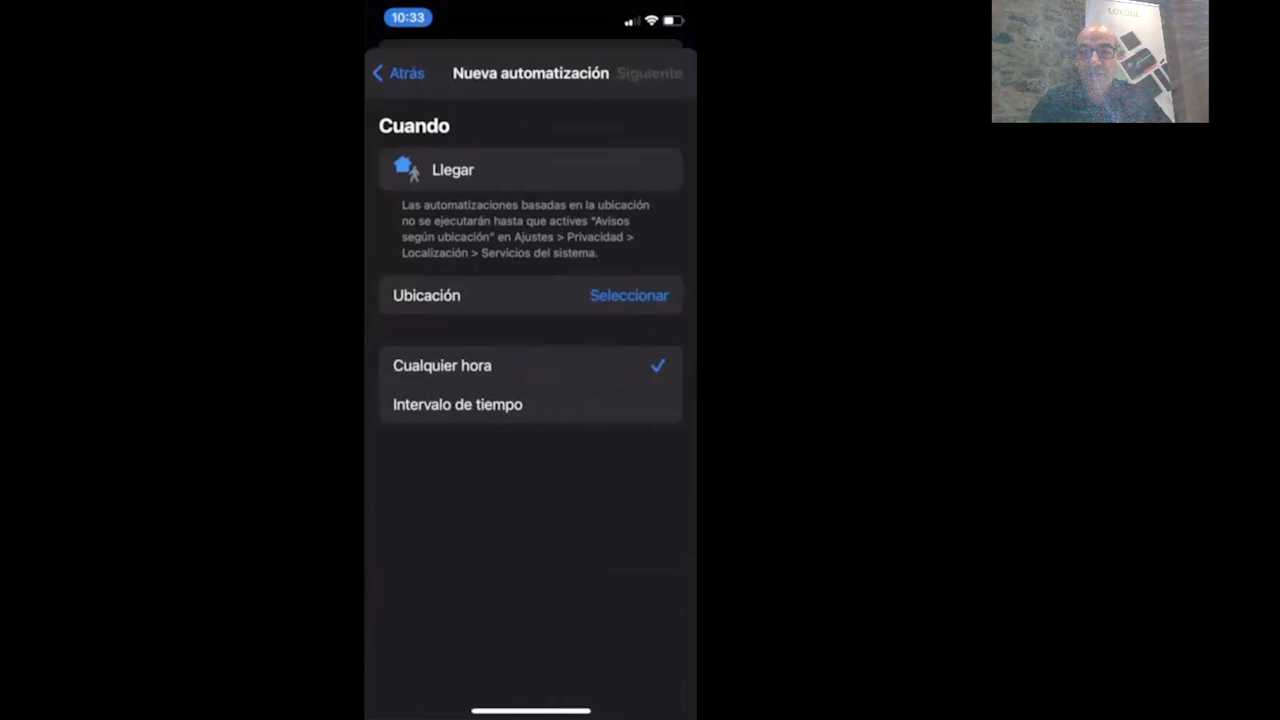 10:33
Atrás
Nueva automatización
Siguiente
Cuando
Llegar
Las automatizaciones basadas en la ubicación
no se ejecutarán hasta que actives "Avisos
según ubicación" en Ajustes > Privacidad >
Localización > Servicios del sistema.
Ubicación
Seleccionar
Cualquier hora
Intervalo de tiempo
LOXONE